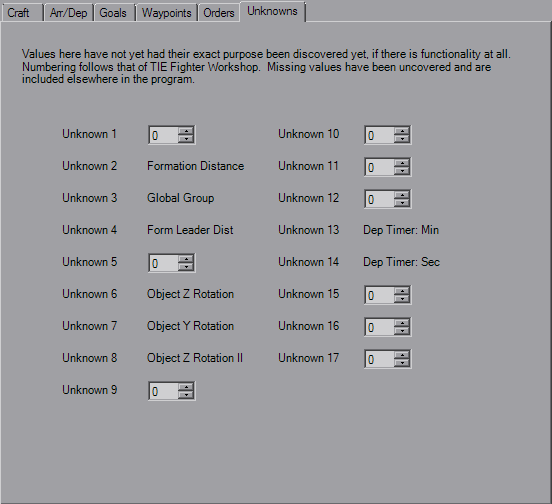 Craft Arr/Dep Goals Waypoints Orders Unknowns
Values here have not yet had their exact purpose been discovered yet, if there is functionality at all.
Numbering follows that of TIE Fighter Workshop. Missing values have been uncovered and are
included elsewhere in the program.
Unknown 1 0 Unknown 10 0
Unknown 2 Formation Distance Unknown 11 0
Unknown 3 Global Group Unknown 12 0
Unknown 4 Form Leader Dist Unknown 13 Dep Timer: Min
Unknown 5 0 Unknown 14 Dep Timer: Sec
Unknown 6 Object Z Rotation Unknown 15 0
Unknown 7 Object Y Rotation Unknown 16 0
Unknown 8 Object Z Rotation II Unknown 17 0
Unknown 9 0